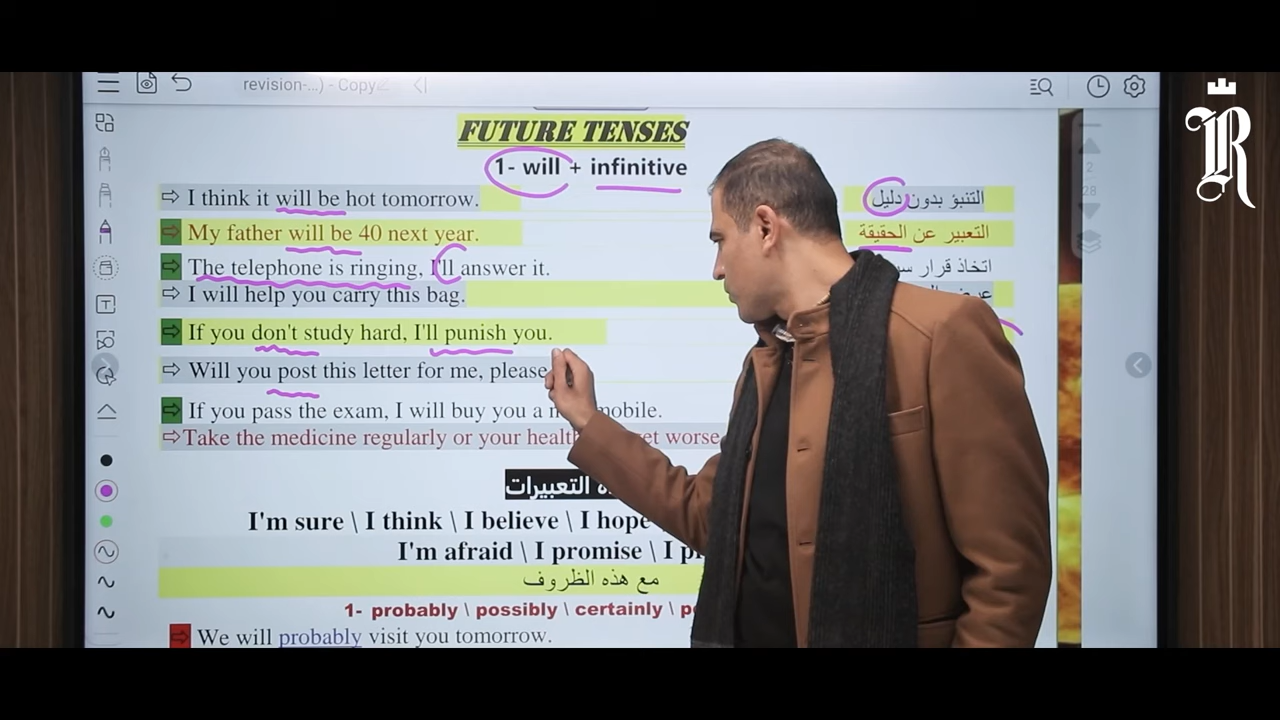 revision-...) - Copy
FUTURE TENSES
1- will + infinitive
⇨ I think it will be hot tomorrow. التنبؤ بدون دليل
⇨ My father will be 40 next year. التعبير عن الحقيقة
⇨ The telephone is ringing, I'll answer it. اتخاذ قرار
⇨ I will help you carry this bag.
⇨ If you don't study hard, I'll punish you.
⇨ Will you post this letter for me, please
⇨ If you pass the exam, I will buy you a mobile.
⇨ Take the medicine regularly or your health get worse
التعبيرات
I'm sure \ I think \ I believe \ I hope
I'm afraid \ I promise \ I
مع هذه الظروف
1- probably \ possibly \ certainly \
⇨ We will probably visit you tomorrow.
2
28
R